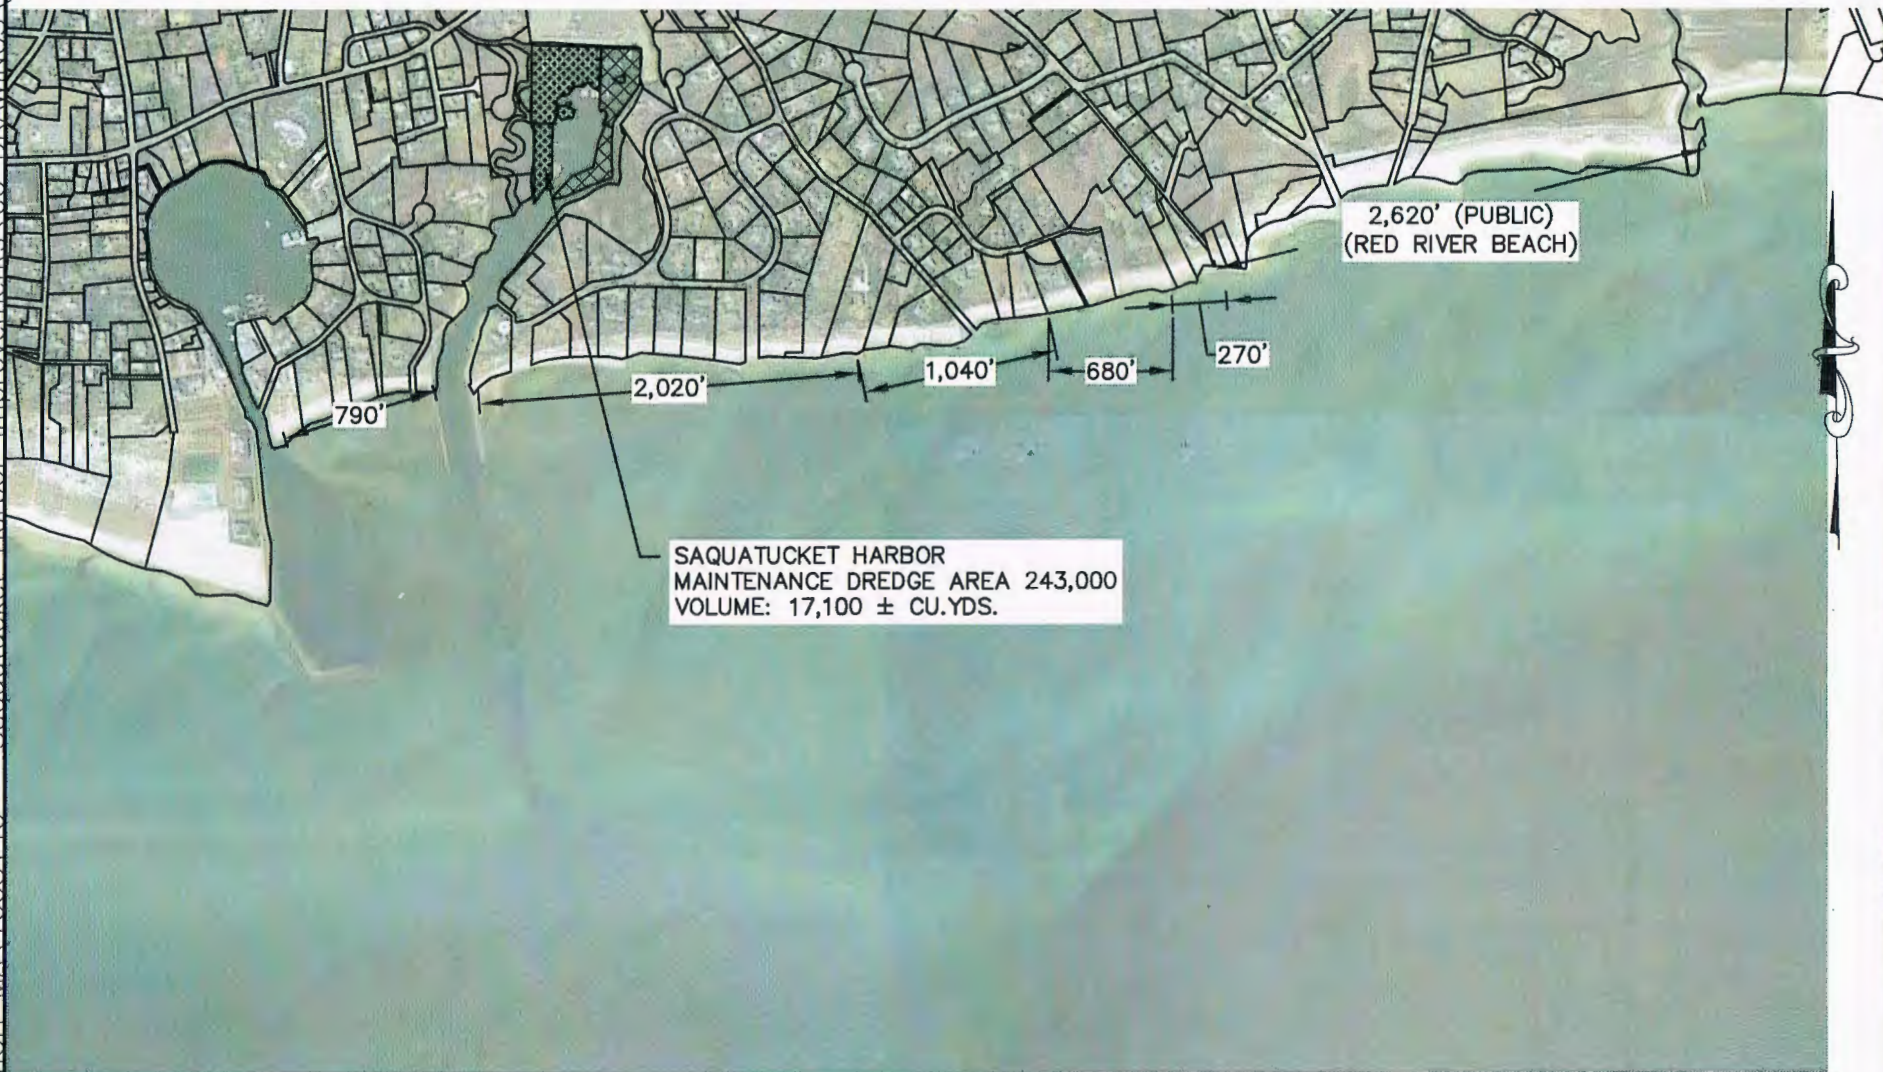 2,620' (PUBLIC)
(RED RIVER BEACH)
270'
680'
1,040'
2,020'
790'
SAQUATUCKET HARBOR
MAINTENANCE DREDGE AREA 243,000
VOLUME: 17,100 ± CU.YDS.